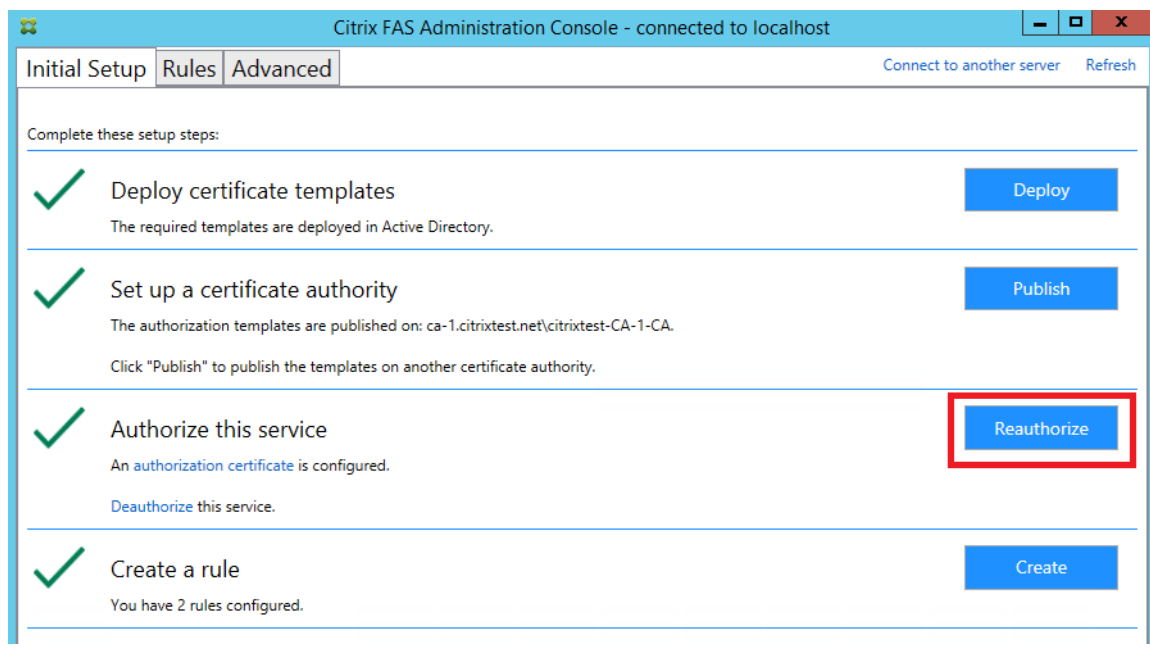 Citrix FAS Administration Console - connected to localhost
Initial Setup Rules Advanced Connect to another server Refresh
Complete these setup steps:
Deploy certificate templates Deploy
The required templates are deployed in Active Directory.
Set up a certificate authority Publish
The authorization templates are published on: ca-1.citrixtest.net\citrixtest-CA-1-CA.
Click "Publish" to publish the templates on another certificate authority.
Authorize this service Reauthorize
An authorization certificate is configured.
Deauthorize this service.
Create a rule Create
You have 2 rules configured.